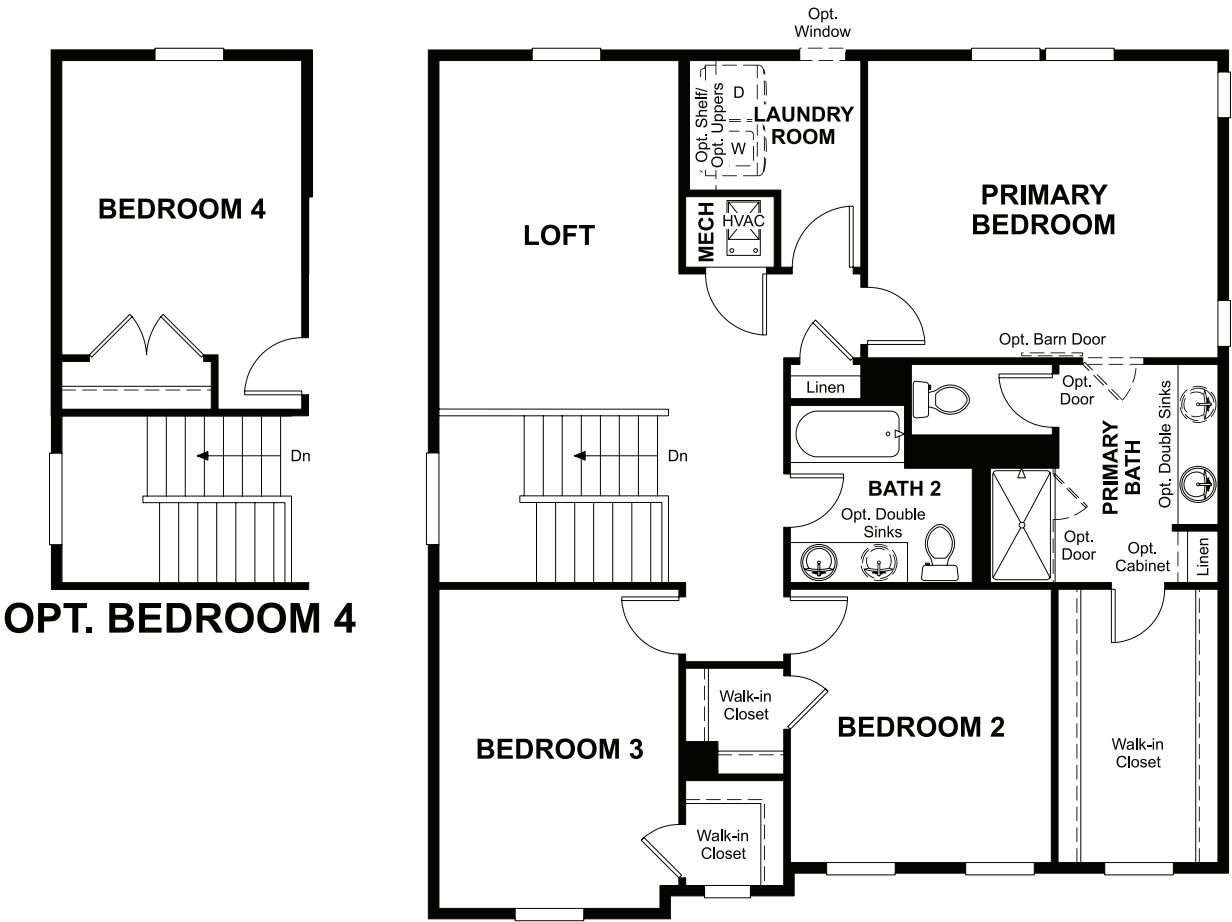 BEDROOM 4
Dn
OPT. BEDROOM 4
Opt.
Window
Opt. Shelf/
Opt. Uppers
D
W
LAUNDRY
ROOM
MECH
HVAC
LOFT
PRIMARY
BEDROOM
Opt. Barn Door
Linen
Opt.
Door
Opt. Double Sinks
PRIMARY
BATH
Dn
BATH 2
Opt. Double
Sinks
Opt.
Door
Opt.
Cabinet
Linen
Walk-in
Closet
BEDROOM 2
BEDROOM 3
Walk-in
Closet
Walk-in
Closet